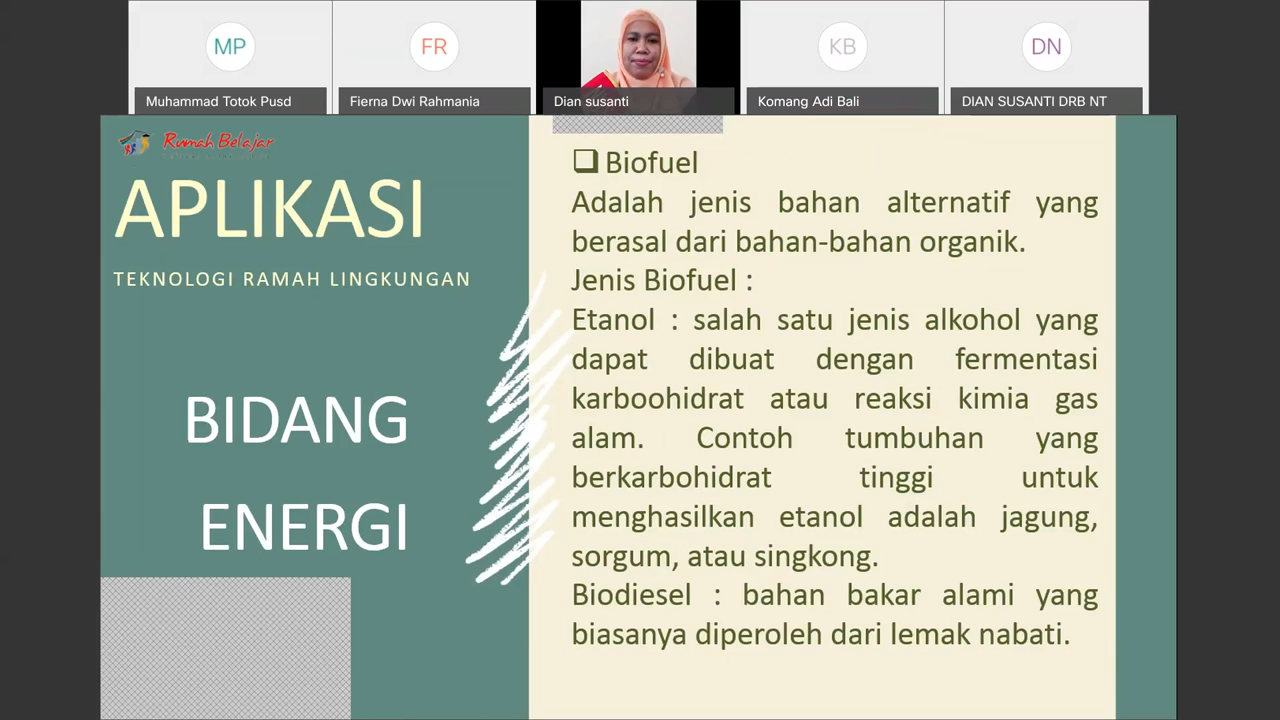 MP
FR
KB
DN
Muhammad Totok Pusd
Fierna Dwi Rahmania
Dian susanti
Komang Adi Bali
DIAN SUSANTI DRB NT
Rumah Belajar
APLIKASI
TEKNOLOGI RAMAH LINGKUNGAN
BIDANG
ENERGI
❑ Biofuel
Adalah jenis bahan alternatif yang
berasal dari bahan-bahan organik.
Jenis Biofuel :
Etanol : salah satu jenis alkohol yang
dapat dibuat dengan fermentasi
karboohidrat atau reaksi kimia gas
alam. Contoh tumbuhan yang
berkarbohidrat tinggi untuk
menghasilkan etanol adalah jagung,
sorgum, atau singkong.
Biodiesel : bahan bakar alami yang
biasanya diperoleh dari lemak nabati.